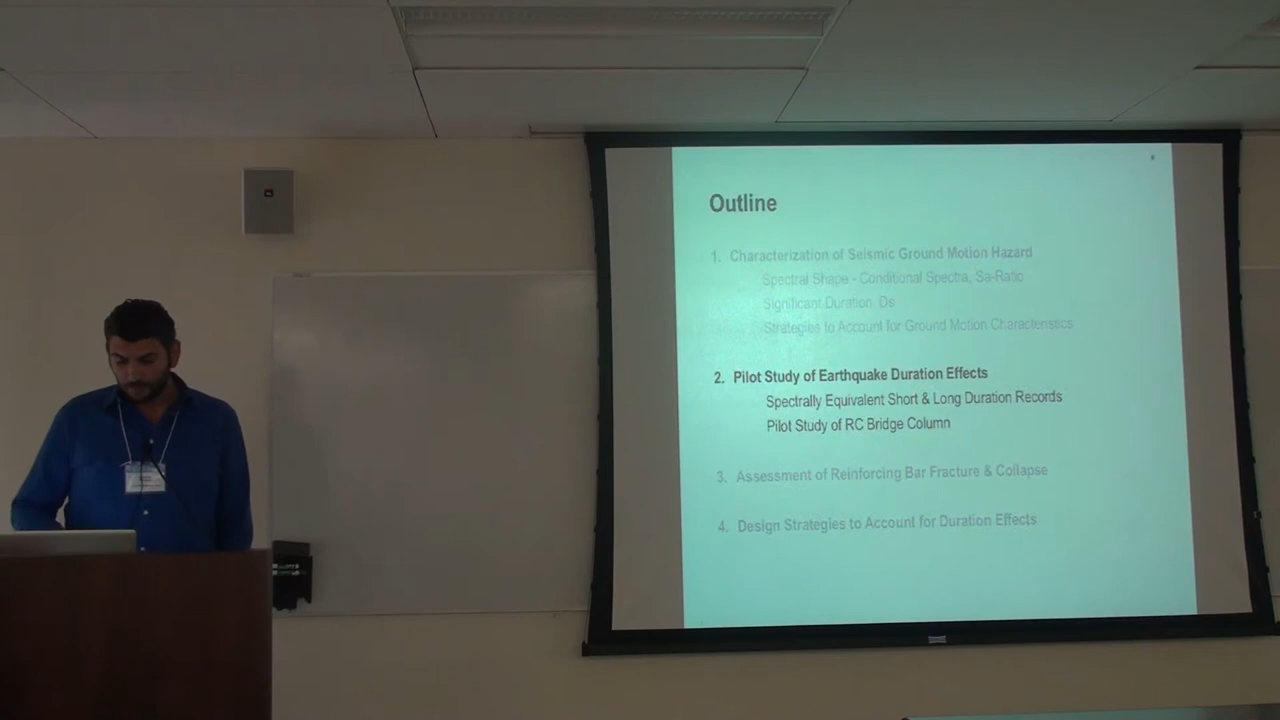 Outline
1. Characterization of Seismic Ground Motion Hazard
Spectral Shape - Conditional Spectra, Sa-Ratio
Significant Duration, Ds
Strategies to Account for Ground Motion Characteristics
2. Pilot Study of Earthquake Duration Effects
Spectrally Equivalent Short & Long Duration Records
Pilot Study of RC Bridge Column
3. Assessment of Reinforcing Bar Fracture & Collapse
4. Design Strategies to Account for Duration Effects